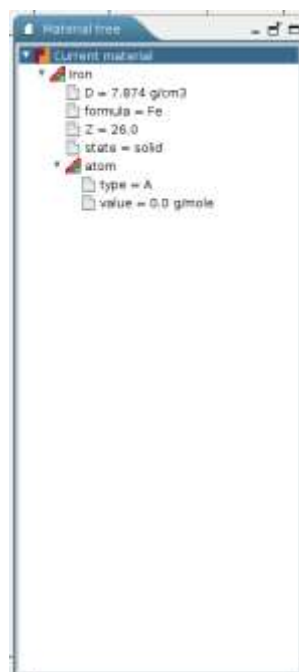 Material tree
Current material
Iron
D = 7.874 g/cm3
formula = Fe
Z = 26.0
state = solid
atom
type = A
value = 0.0 g/mole